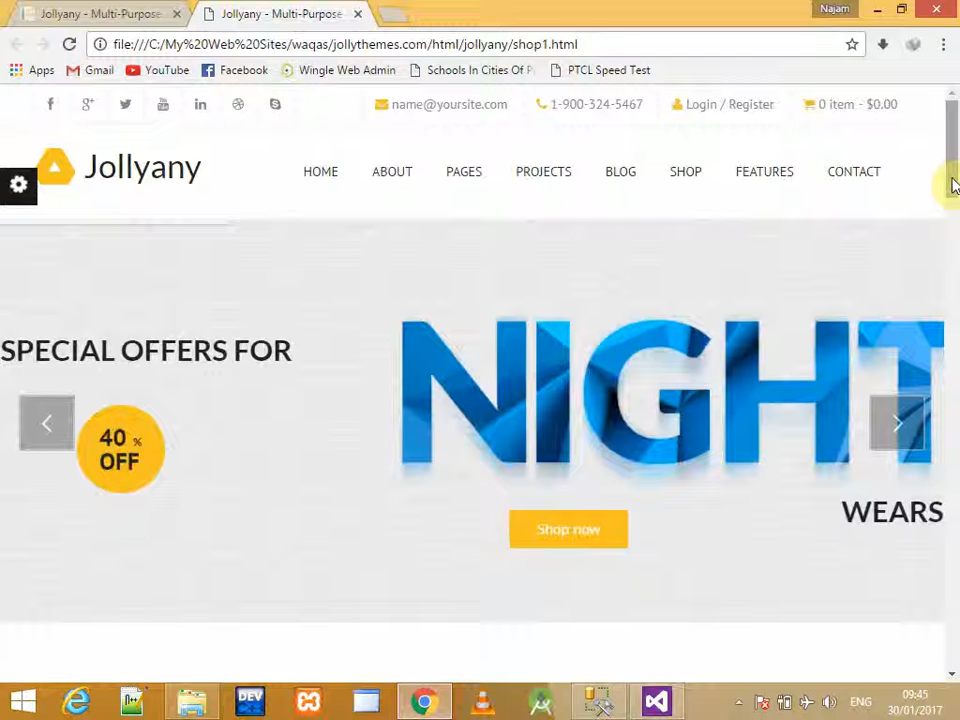 Jollyany - Multi-Purpose
Jollyany - Multi-Purpose
Najam
file:///C:/My%20Web%20Sites/waqas/jollythemes.com/html/jollyany/shop1.html
Apps
Gmail
YouTube
Facebook
Wingle Web Admin
Schools In Cities Of P
PTCL Speed Test
name@yoursite.com
1-900-324-5467
Login / Register
0 item - $0.00
Jollyany
HOME
ABOUT
PAGES
PROJECTS
BLOG
SHOP
FEATURES
CONTACT
SPECIAL OFFERS FOR
NIGHT
40 %
OFF
WEARS
Shop now
DEV
ENG
09:45
30/01/2017